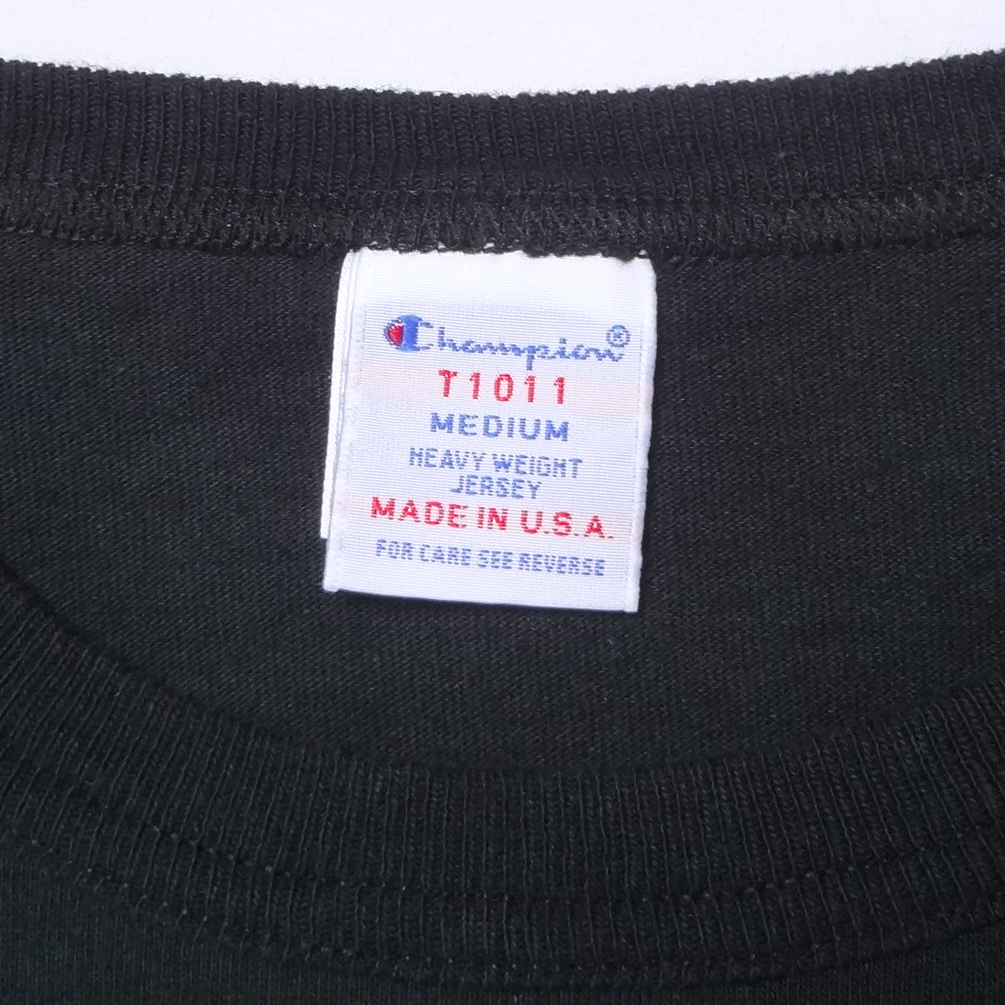 Champion®
T1011
MEDIUM
HEAVY WEIGHT
JERSEY
MADE IN U.S.A.
FOR CARE SEE REVERSE